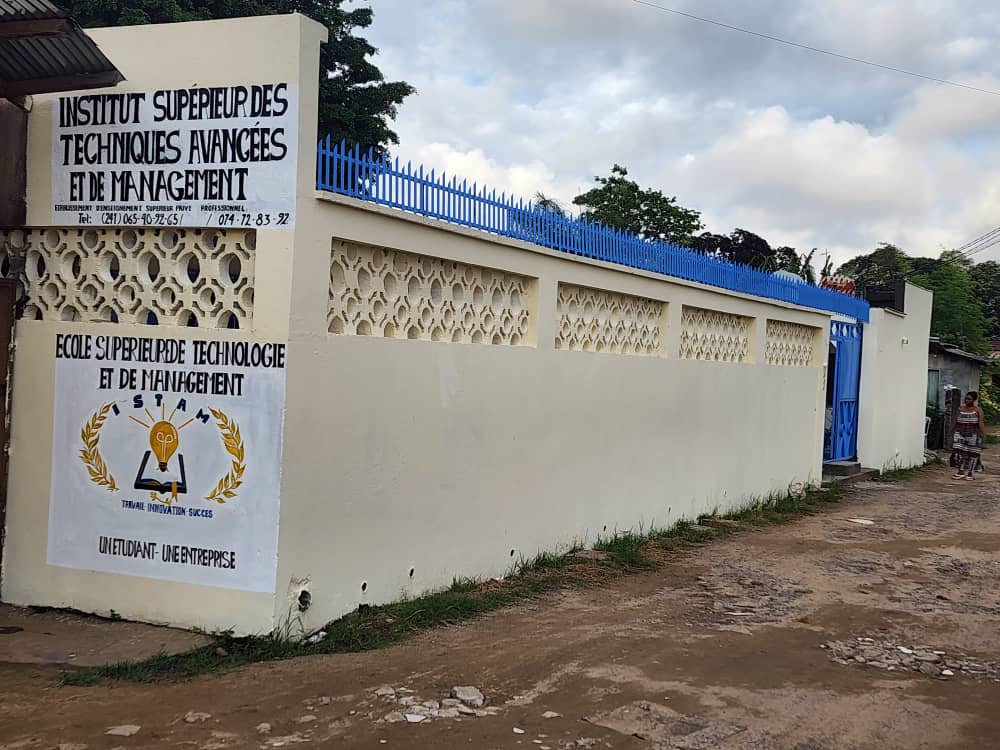 INSTITUT SUPÉRIEUR DES
TECHNIQUES AVANCÉES
ET DE MANAGEMENT
ETABLISSEMENT D'ENSEIGNEMENT SUPERIEUR PRIVÉ PROFESSIONNEL
Tel: (241) 065-90-92-65/ / 074-72-83-92
ECOLE SUPERIEURDE TECHNOLOGIE
ET DE MANAGEMENT
ISTAM
TRAVAIL-INNOVATION-SUCCES
UN ETUDIANT- UNE ENTREPRISE